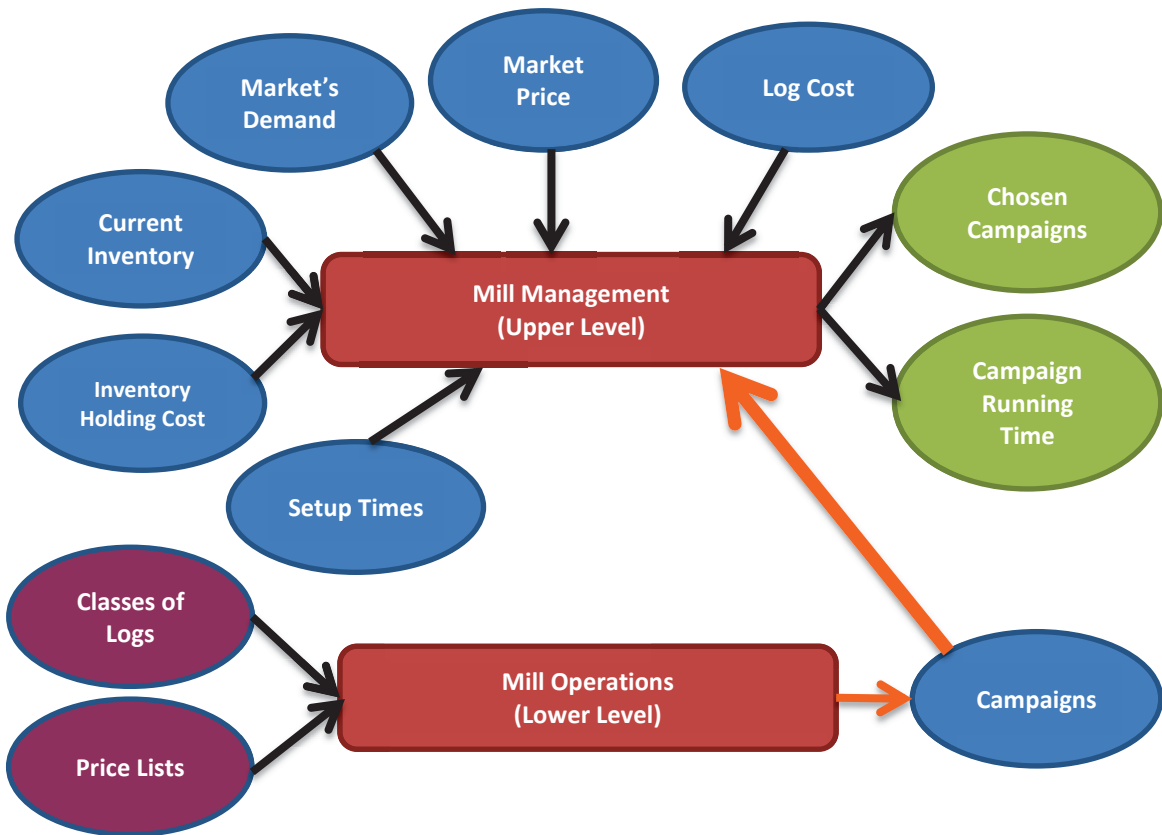 Market's
Demand
Market
Price
Log Cost
Current
Inventory
Chosen
Campaigns
Mill Management
(Upper Level)
Inventory
Holding Cost
Campaign
Running
Time
Setup Times
Classes of
Logs
Mill Operations
(Lower Level)
Campaigns
Price Lists